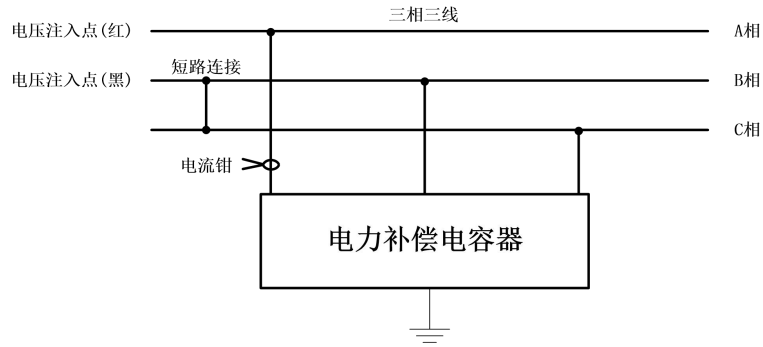 三相三线
电压注入点(红)
A相
短路连接
电压注入点(黑)
B相
C相
电流钳
电力补偿电容器